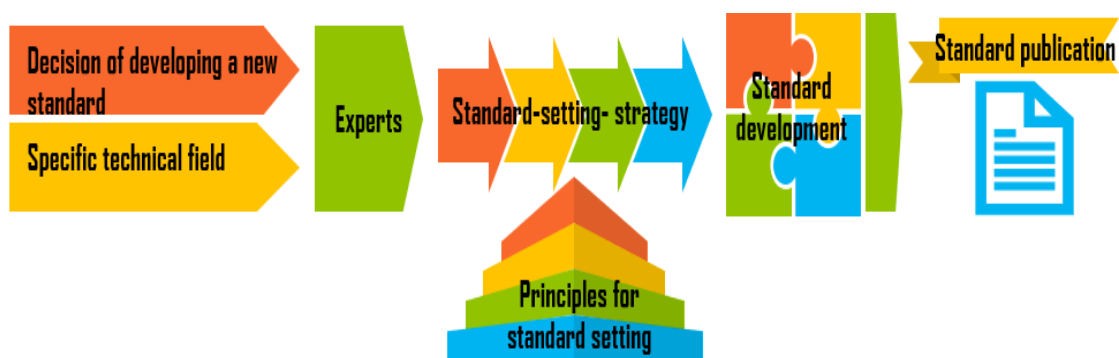 Decision of developing a new
standard
Specific technical field
Experts
Standard-setting- strategy
Standard
development
Standard publication
Principles for
standard setting